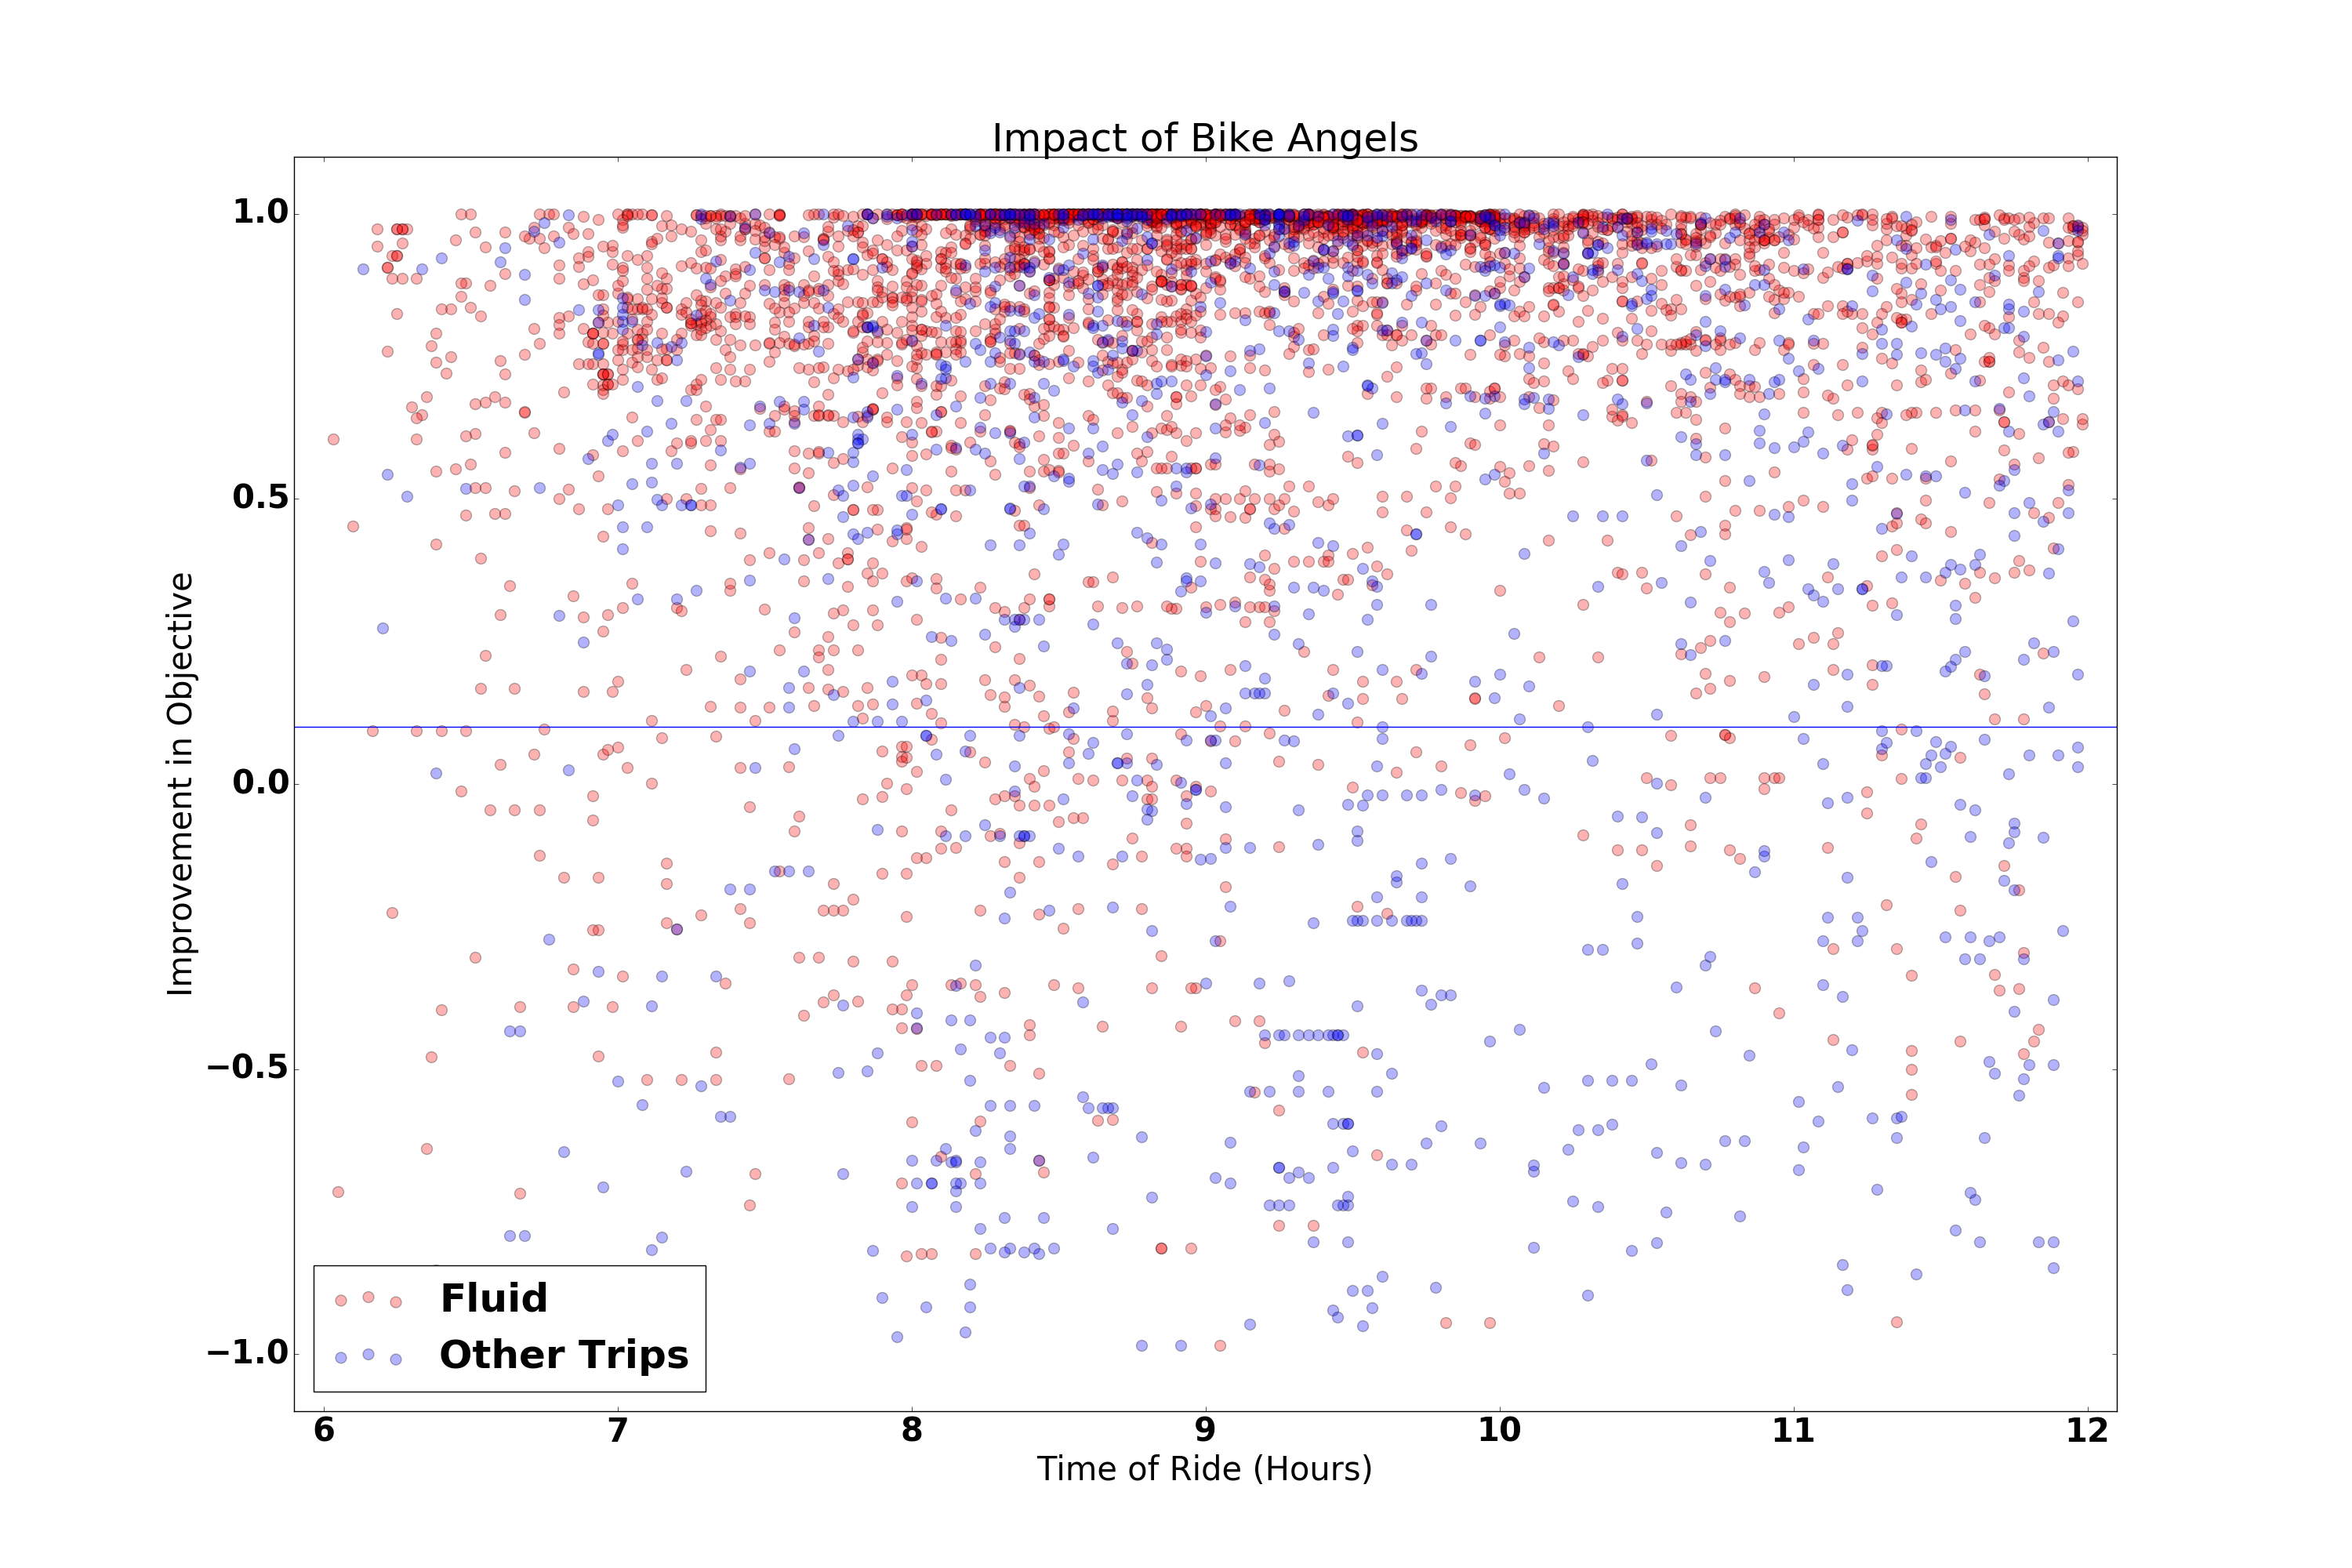 Impact of Bike Angels
Improvement in Objective
1.0
0.5
0.0
−0.5
−1.0
Fluid
Other Trips
6 7 8 9 10 11 12
Time of Ride (Hours)